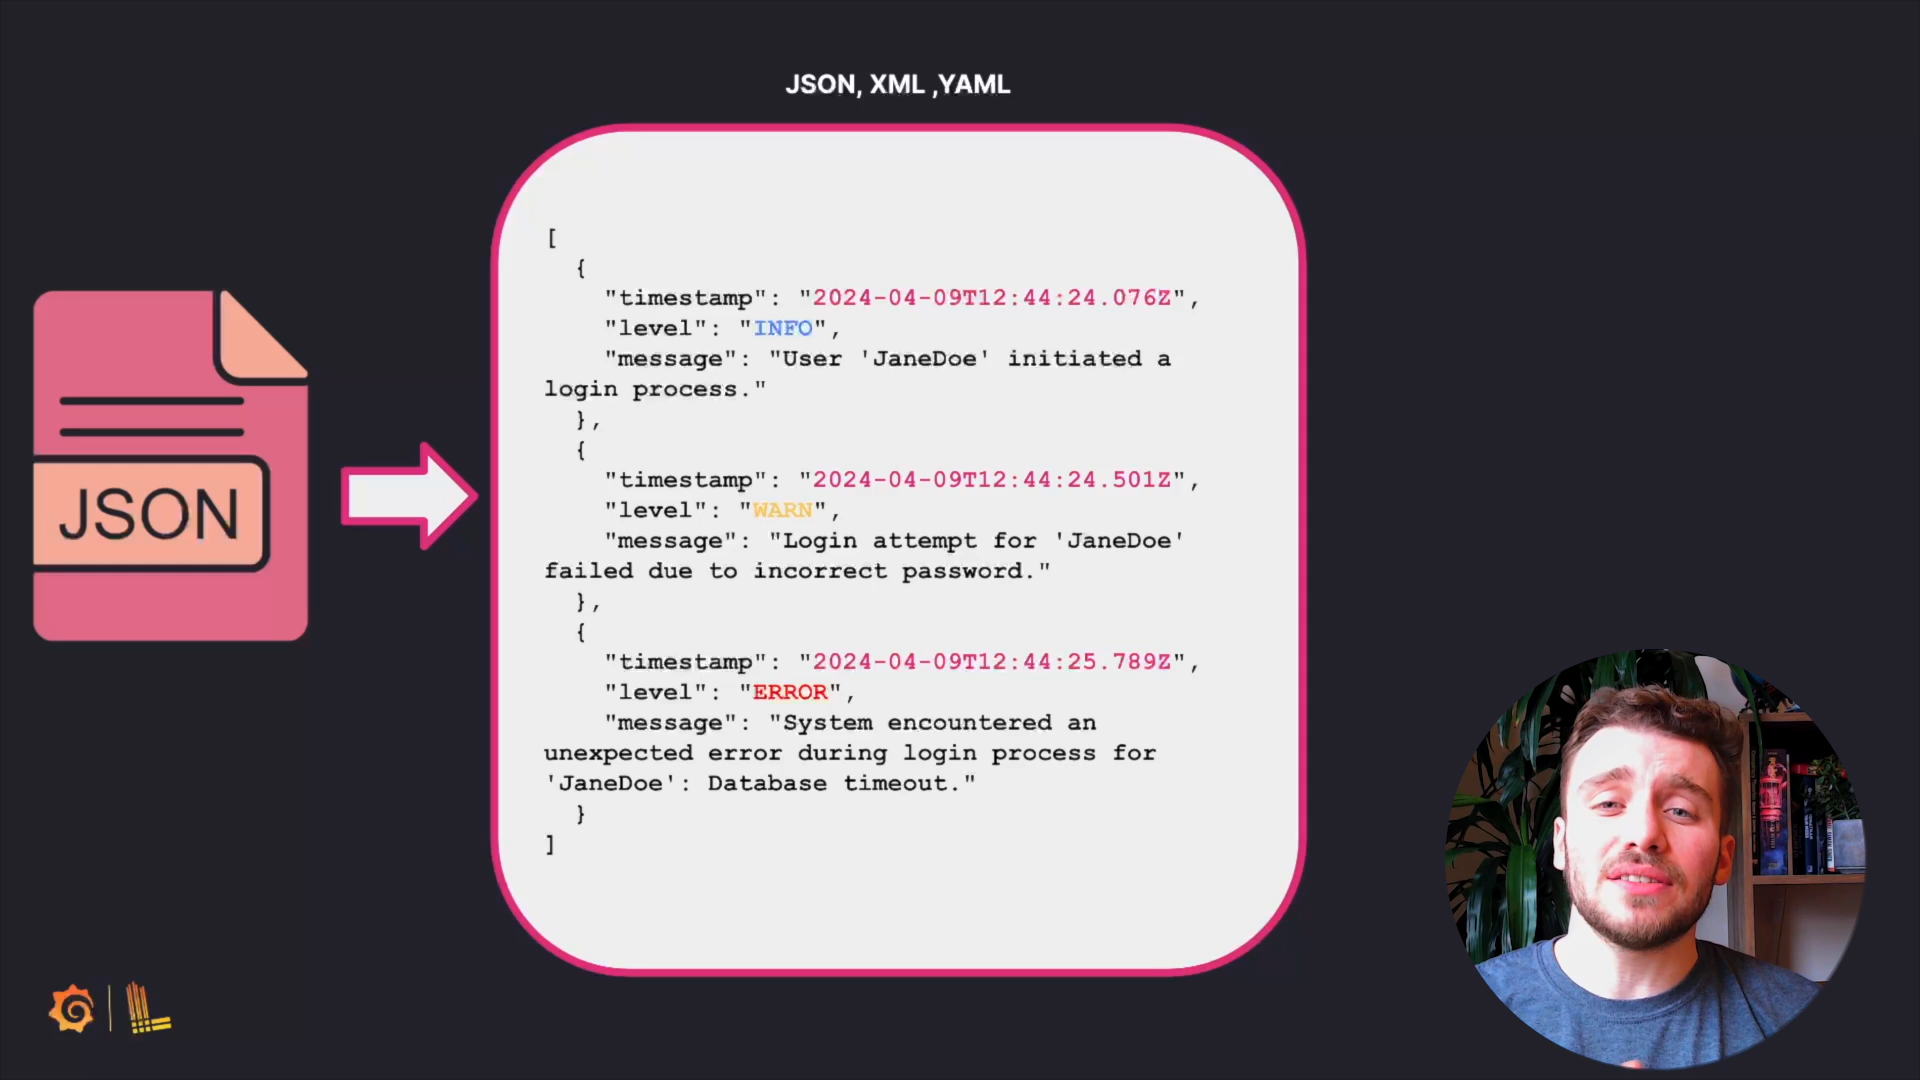 JSON, XML ,YAML
[
{
"timestamp": "2024-04-09T12:44:24.076Z",
"level": "INFO",
"message": "User 'JaneDoe' initiated a
login process."
},
{
"timestamp": "2024-04-09T12:44:24.501Z",
"level": "WARN",
"message": "Login attempt for 'JaneDoe'
failed due to incorrect password."
},
{
"timestamp": "2024-04-09T12:44:25.789Z",
"level": "ERROR",
"message": "System encountered an
unexpected error during login process for
'JaneDoe': Database timeout."
}
]
JSON